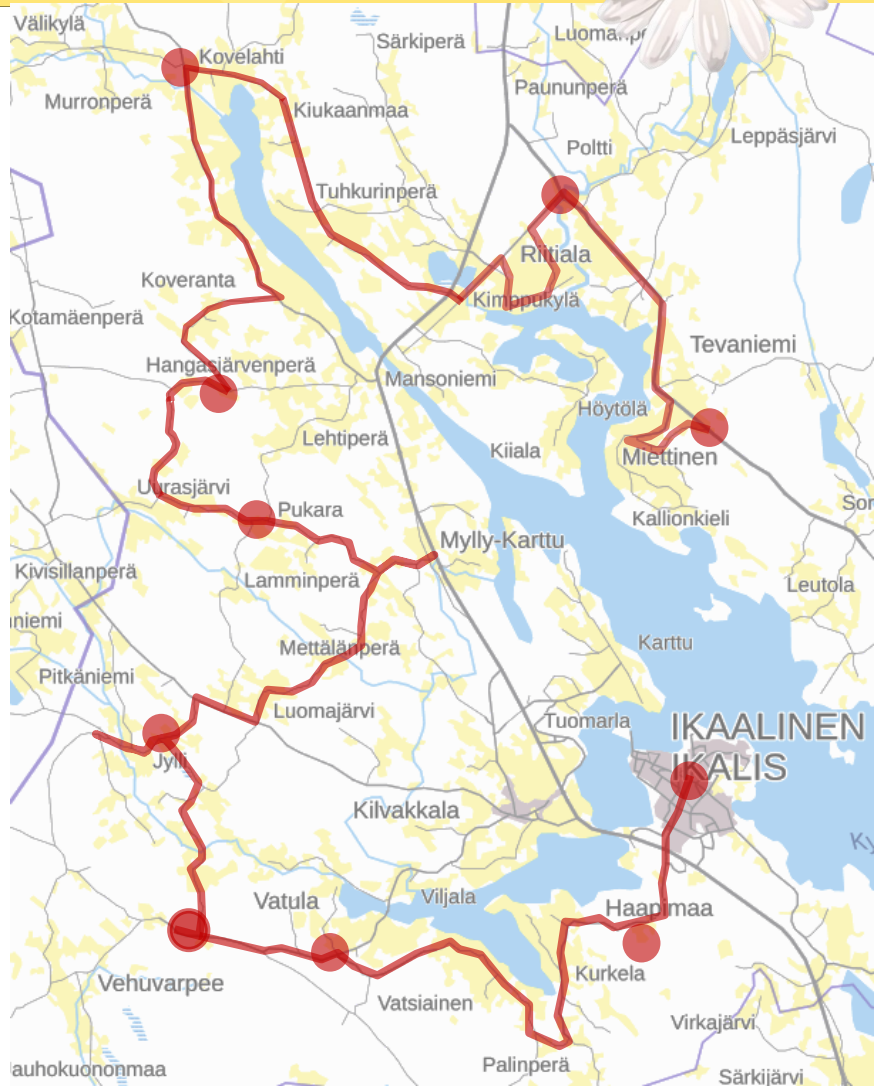 Välikylä
Särkiperä
Kovelahti
Paununperä
Murronperä
Kiukaanmaa
Leppäsjärvi
Poltti
Tuhkurinperä
Riitiala
Koveranta
Kimppukylä
Kotamäenperä
Tevaniemi
Hangasjärvenperä
Mansoniemi
Höytölä
Lehtiperä
Kiiala
Miettinen
Uurasjärvi
Pukara
Kallionkieli
Mylly-Karttu
Kivisillanperä
Lamminperä
Leutola
Karttu
Mettälänperä
Pitkäniemi
Luomajärvi
Tuomarla
IKAALINEN
IKALIS
Jylli
Kilvakkala
Viljala
Vatula
Haapimaa
Kurkela
Vehuvarpee
Vatsiainen
Virkajärvi
Palinperä
Särkijärvi